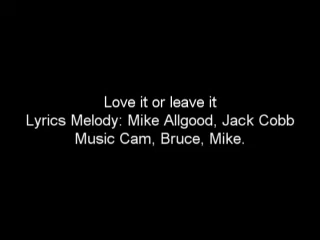 Love it or leave it
Lyrics Melody: Mike Allgood, Jack Cobb
Music Cam, Bruce, Mike.